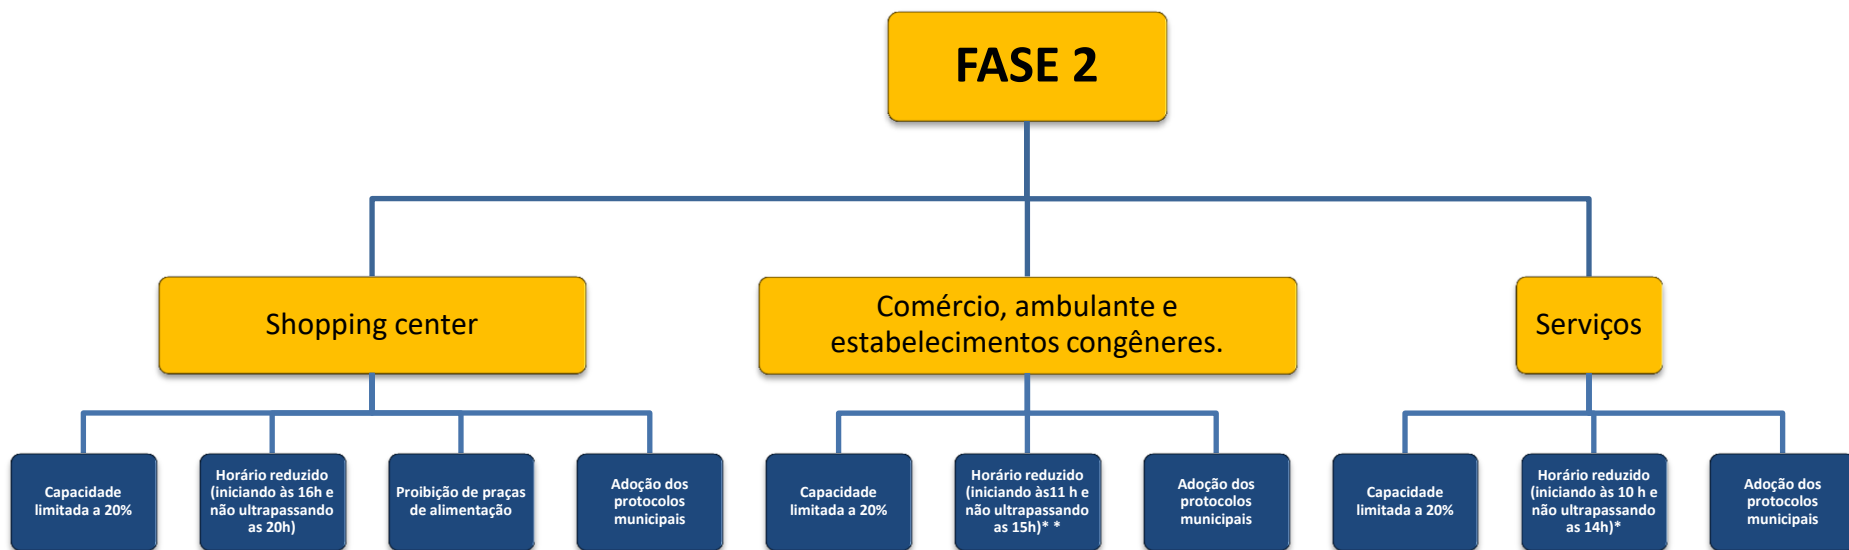 FASE 2
Shopping center
Comércio, ambulante e
estabelecimentos congêneres.
Serviços
Capacidade
limitada a 20%
Horário reduzido
(iniciando às 16h e
não ultrapassando
as 20h)
Proibição de praças
de alimentação
Adoção dos
protocolos
municipais
Capacidade
limitada a 20%
Horário reduzido
(iniciando às11 h e
não ultrapassando
as 15h)* *
Adoção dos
protocolos
municipais
Capacidade
limitada a 20%
Horário reduzido
(iniciando às 10 h e
não ultrapassando
as 14h)*
Adoção dos
protocolos
municipais